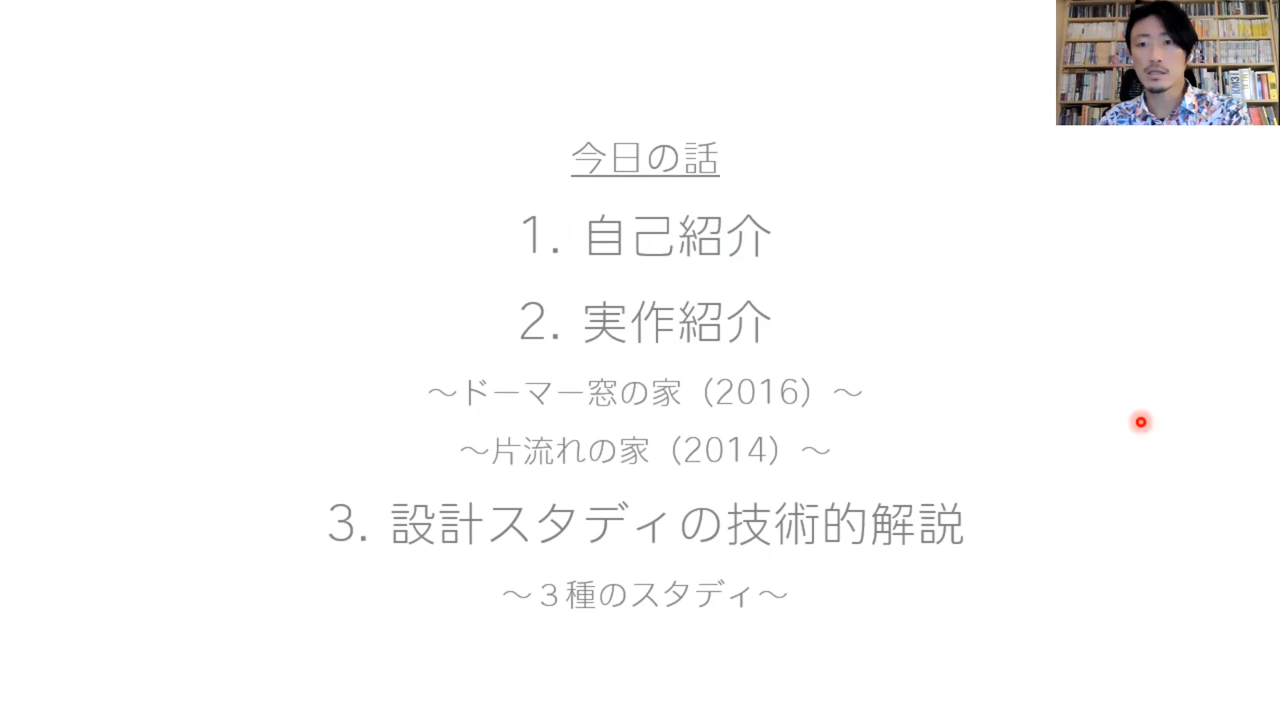 今日の話
1. 自己紹介
2. 実作紹介
〜ドーマー窓の家（2016）〜
〜片流れの家（2014）〜
3. 設計スタディの技術的解説
〜３種のスタディ〜